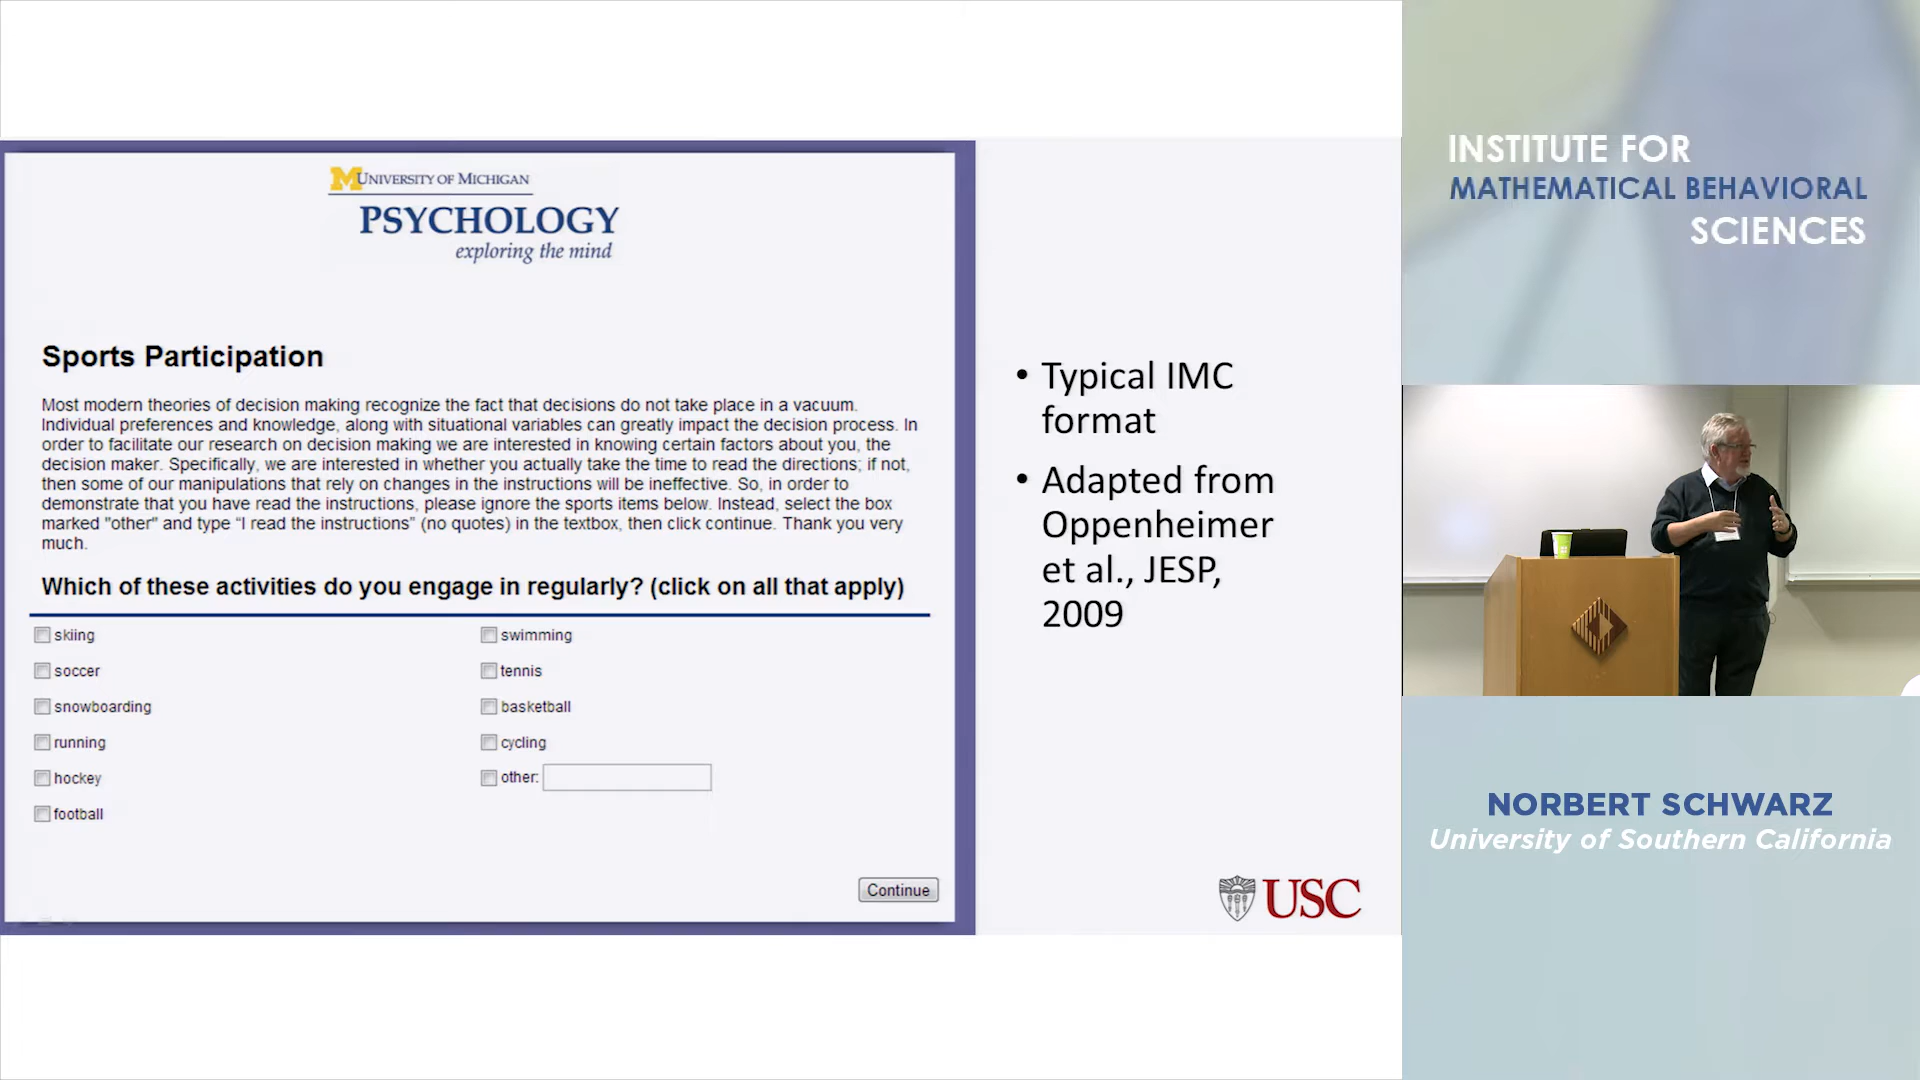 UNIVERSITY OF MICHIGAN
PSYCHOLOGY
exploring the mind
Sports Participation
Most modern theories of decision making recognize the fact that decisions do not take place in a vacuum.
Individual preferences and knowledge, along with situational variables can greatly impact the decision process. In
order to facilitate our research on decision making we are interested in knowing certain factors about you, the
decision maker. Specifically, we are interested in whether you actually take the time to read the directions; if not,
then some of our manipulations that rely on changes in the instructions will be ineffective. So, in order to
demonstrate that you have read the instructions, please ignore the sports items below. Instead, select the box
marked "other" and type “I read the instructions” (no quotes) in the textbox, then click continue. Thank you very
much.
Which of these activities do you engage in regularly? (click on all that apply)
skiing
soccer
snowboarding
running
hockey
football
swimming
tennis
basketball
cycling
other:
Continue
• Typical IMC
format
• Adapted from
Oppenheimer
et al., JESP,
2009
USC
INSTITUTE FOR
MATHEMATICAL BEHAVIORAL
SCIENCES
NORBERT SCHWARZ
University of Southern California